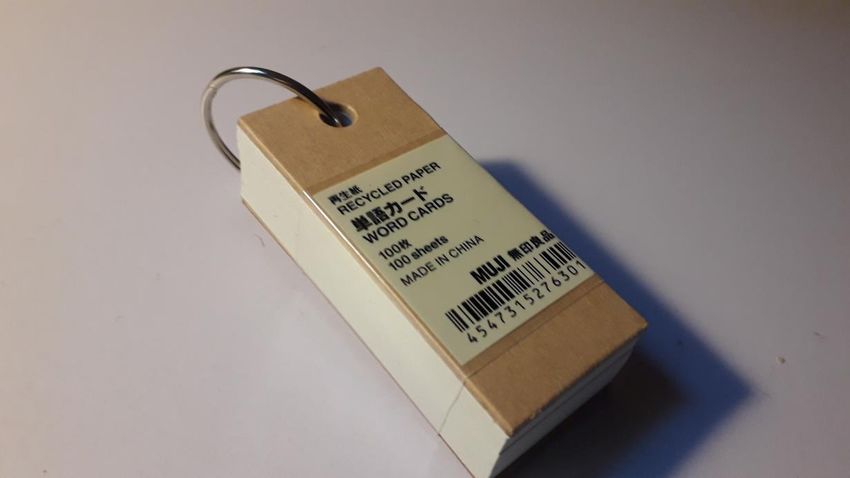 再生紙
RECYCLED PAPER
単語カード
WORD CARDS
100枚
100 sheets
MADE IN CHINA
MUJI 無印良品
4547315276301